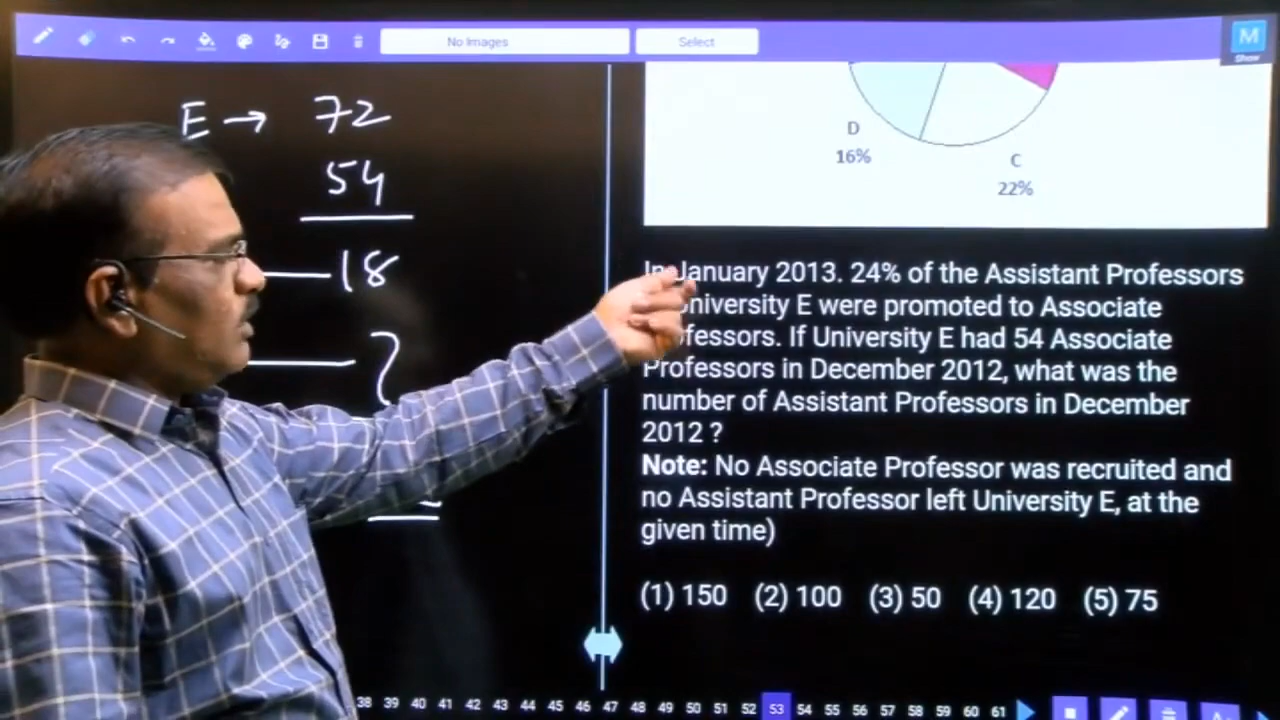 No Images
Select
M
Show
E → 72
54
18
?
D
16%
C
22%
In January 2013. 24% of the Assistant Professors
University E were promoted to Associate
Professors. If University E had 54 Associate
Professors in December 2012, what was the
number of Assistant Professors in December
2012 ?
Note: No Associate Professor was recruited and
no Assistant Professor left University E, at the
given time)
(1) 150 (2) 100 (3) 50 (4) 120 (5) 75
38 39 40 41 42 43 44 45 46 47 48 49 50 51 52 53 54 55 56 57 58 59 60 61